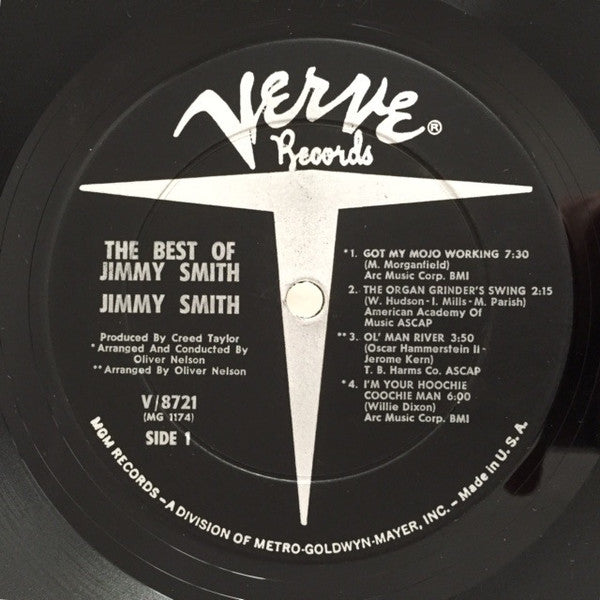 Verve®
Records
THE BEST OF
JIMMY SMITH
JIMMY SMITH
Produced By Creed Taylor
*Arranged And Conducted By
Oliver Nelson
**Arranged By Oliver Nelson
V/8721
(MG 1174)
SIDE 1
*1. GOT MY MOJO WORKING 7:30
(M. Morganfield)
Arc Music Corp. BMI
2. THE ORGAN GRINDER'S SWING 2:15
(W. Hudson-I. Mills-M. Parish)
American Academy Of
Music ASCAP
**3. OL' MAN RIVER 3:50
(Oscar Hammerstein II-
Jerome Kern)
T. B. Harms Co. ASCAP
*4. I'M YOUR HOOCHIE
COOCHIE MAN 6:00
(Willie Dixon)
Arc Music Corp. BMI
MGM RECORDS – A DIVISION OF METRO-GOLDWYN-MAYER, INC. – Made in U. S. A.